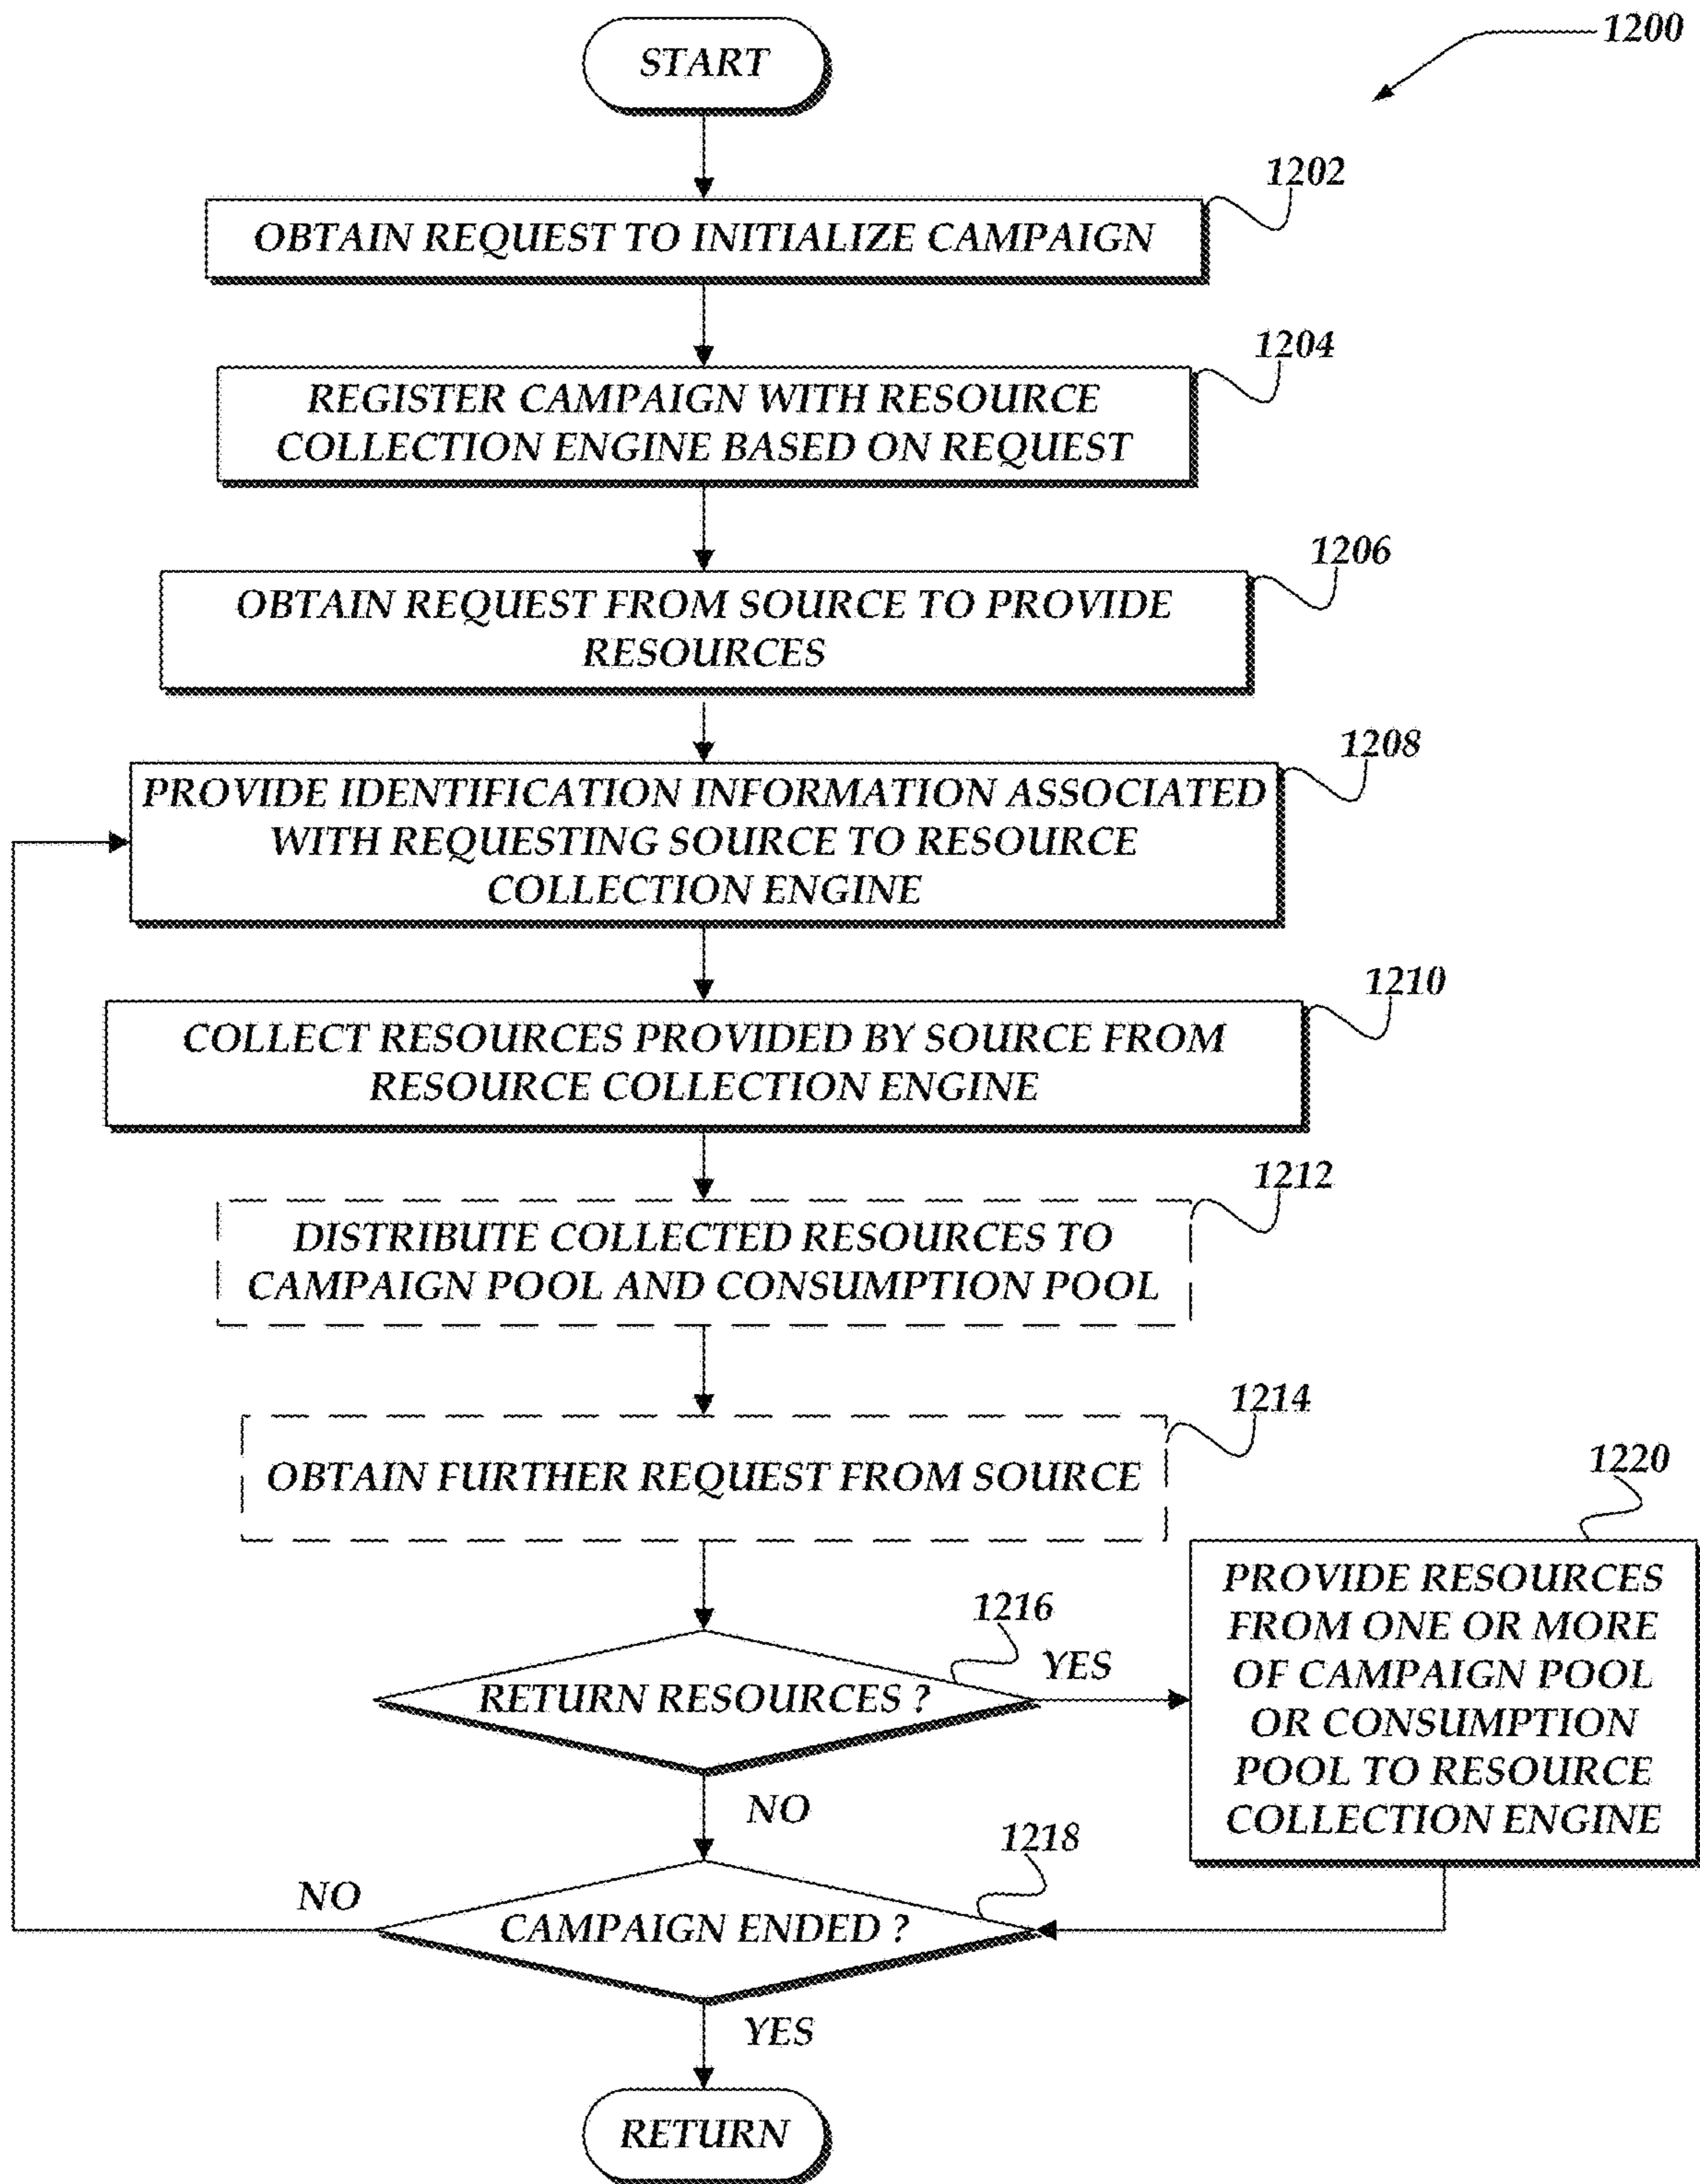 1200
START
1202
OBTAIN REQUEST TO INITIALIZE CAMPAIGN
1204
REGISTER CAMPAIGN WITH RESOURCE
COLLECTION ENGINE BASED ON REQUEST
1206
OBTAIN REQUEST FROM SOURCE TO PROVIDE
RESOURCES
1208
PROVIDE IDENTIFICATION INFORMATION ASSOCIATED
WITH REQUESTING SOURCE TO RESOURCE
COLLECTION ENGINE
1210
COLLECT RESOURCES PROVIDED BY SOURCE FROM
RESOURCE COLLECTION ENGINE
1212
DISTRIBUTE COLLECTED RESOURCES TO
CAMPAIGN POOL AND CONSUMPTION POOL
1214
OBTAIN FURTHER REQUEST FROM SOURCE
1216
RETURN RESOURCES ?
YES
1220
PROVIDE RESOURCES
FROM ONE OR MORE
OF CAMPAIGN POOL
OR CONSUMPTION
POOL TO RESOURCE
COLLECTION ENGINE
NO
1218
CAMPAIGN ENDED ?
NO
YES
RETURN